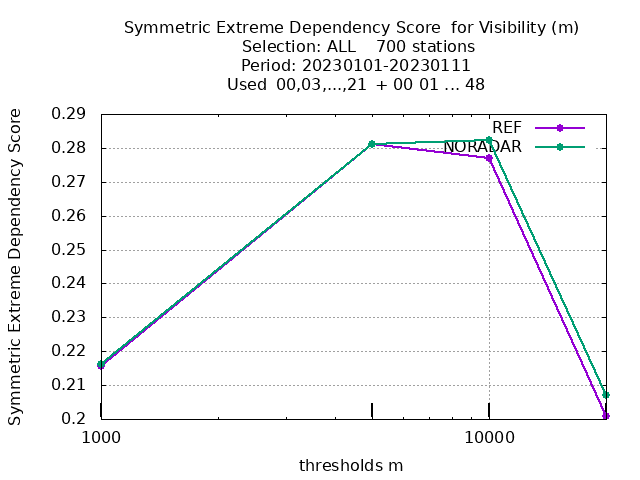 Symmetric Extreme Dependency Score  for Visibility (m)
Selection: ALL    700 stations
Period: 20230101-20230111
Used  00,03,...,21  + 00 01 ... 48
Symmetric Extreme Dependency Score
0.29
0.28
0.27
0.26
0.25
0.24
0.23
0.22
0.21
0.2
REF
NORADAR
1000
10000
thresholds m